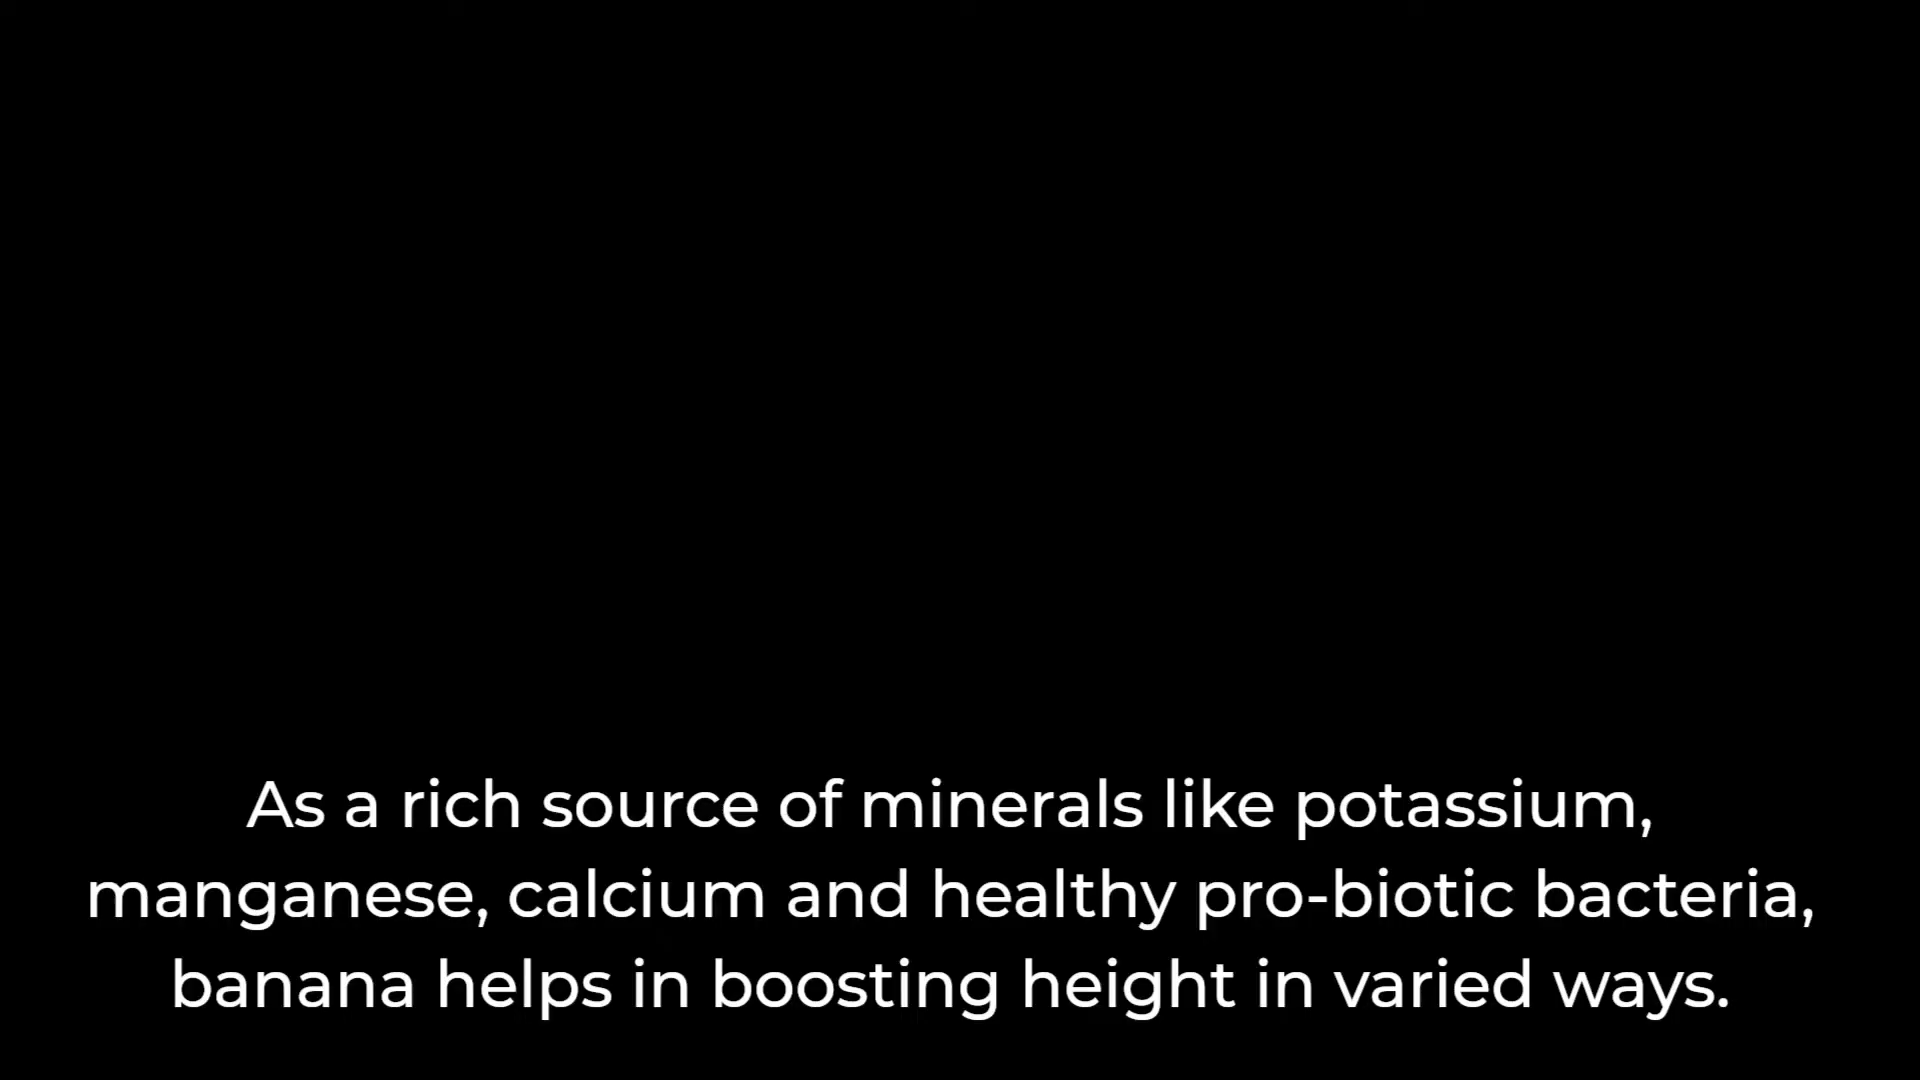 As a rich source of minerals like potassium,
manganese, calcium and healthy pro-biotic bacteria,
banana helps in boosting height in varied ways.